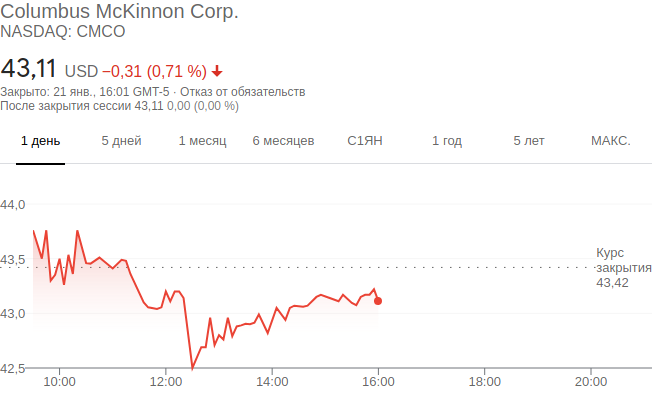 Columbus McKinnon Corp.
NASDAQ: CMCO
43,11 USD −0,31 (0,71 %)
Закрыто: 21 янв., 16:01 GMT-5 · Отказ от обязательств
После закрытия сессии 43,11 0,00 (0,00 %)
1 день 5 дней 1 месяц 6 месяцев С1ЯН 1 год 5 лет МАКС.
44,0
43,5
Курс
закрытия
43,42
43,0
42,5
10:00 12:00 14:00 16:00 18:00 20:00